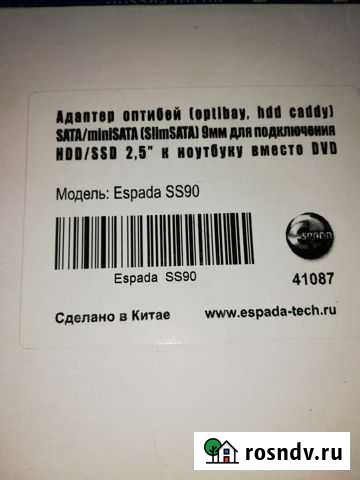 Адаптер оптибей (optibay, hdd caddy)
SATA/miniSATA (SlimSATA) 9мм для подключения
HDD/SSD 2,5" к ноутбуку вместо DVD
Модель: Espada SS90
Espada SS90
41087
Сделано в Китае
www.espada-tech.ru
rosndv.ru